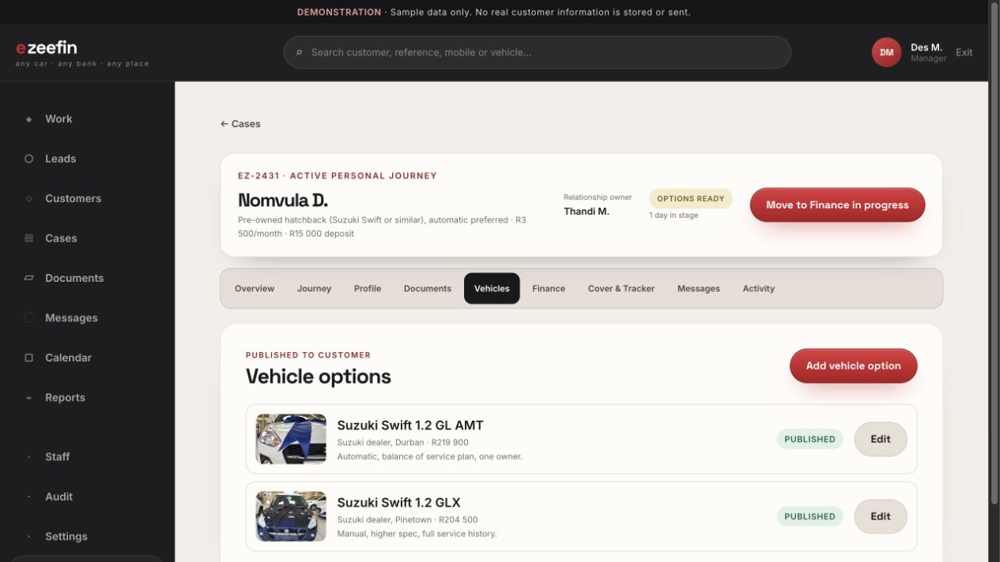 DEMONSTRATION · Sample data only. No real customer information is stored or sent.
ezeefin
any car · any bank · any place
Search customer, reference, mobile or vehicle...
DM
Des M.
Manager
Exit
Work
Leads
Customers
Cases
Documents
Messages
Calendar
Reports
Staff
Audit
Settings
← Cases
EZ-2431 · ACTIVE PERSONAL JOURNEY
Nomvula D.
Pre-owned hatchback (Suzuki Swift or similar), automatic preferred · R3
500/month · R15 000 deposit
Relationship owner
Thandi M.
OPTIONS READY
1 day in stage
Move to Finance in progress
Overview
Journey
Profile
Documents
Vehicles
Finance
Cover & Tracker
Messages
Activity
PUBLISHED TO CUSTOMER
Vehicle options
Add vehicle option
Suzuki Swift 1.2 GL AMT
Suzuki dealer, Durban · R219 900
Automatic, balance of service plan, one owner.
PUBLISHED
Edit
Suzuki Swift 1.2 GLX
Suzuki dealer, Pinetown · R204 500
Manual, higher spec, full service history.
PUBLISHED
Edit